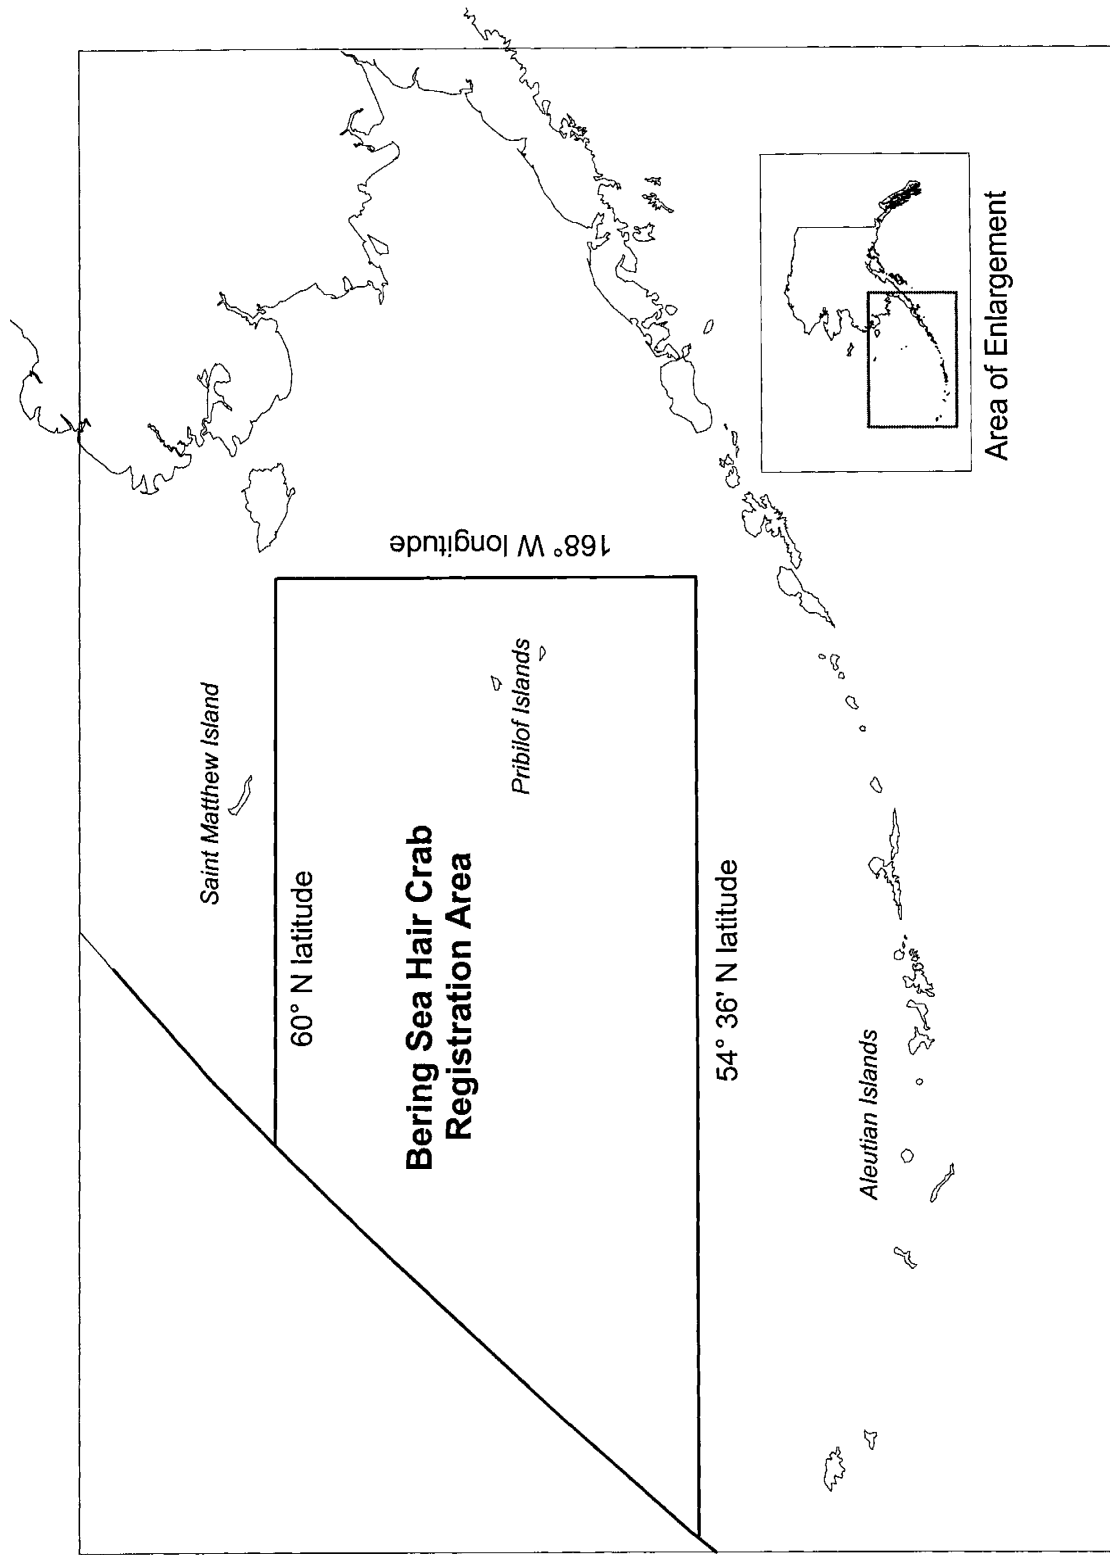 Saint Matthew Island
60° N latitude
168° W longitude
Bering Sea Hair Crab
Registration Area
Pribilof Islands
54° 36' N latitude
Aleutian Islands
Area of Enlargement